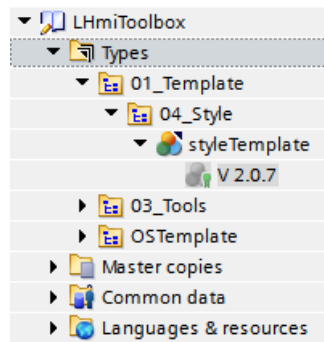 LHmiToolbox
Types
01_Template
04_Style
styleTemplate
V 2.0.7
03_Tools
OSTemplate
Master copies
Common data
Languages & resources